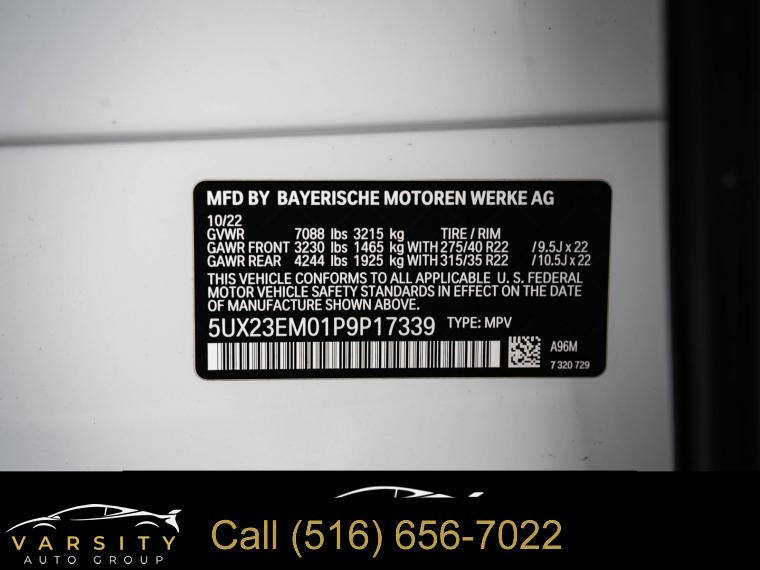 MFD BY BAYERISCHE MOTOREN WERKE AG
10/22
GVWR 7088 lbs 3215 kg TIRE / RIM
GAWR FRONT 3230 lbs 1465 kg WITH 275/40 R22 /9.5J x 22
GAWR REAR 4244 lbs 1925 kg WITH 315/35 R22 /10.5J x 22
THIS VEHICLE CONFORMS TO ALL APPLICABLE U. S. FEDERAL
MOTOR VEHICLE SAFETY STANDARDS IN EFFECT ON THE DATE
OF MANUFACTURE SHOWN ABOVE.
5UX23EM01P9P17339 TYPE: MPV
A96M
7 320 729
VARSITY
AUTO GROUP
Call (516) 656-7022